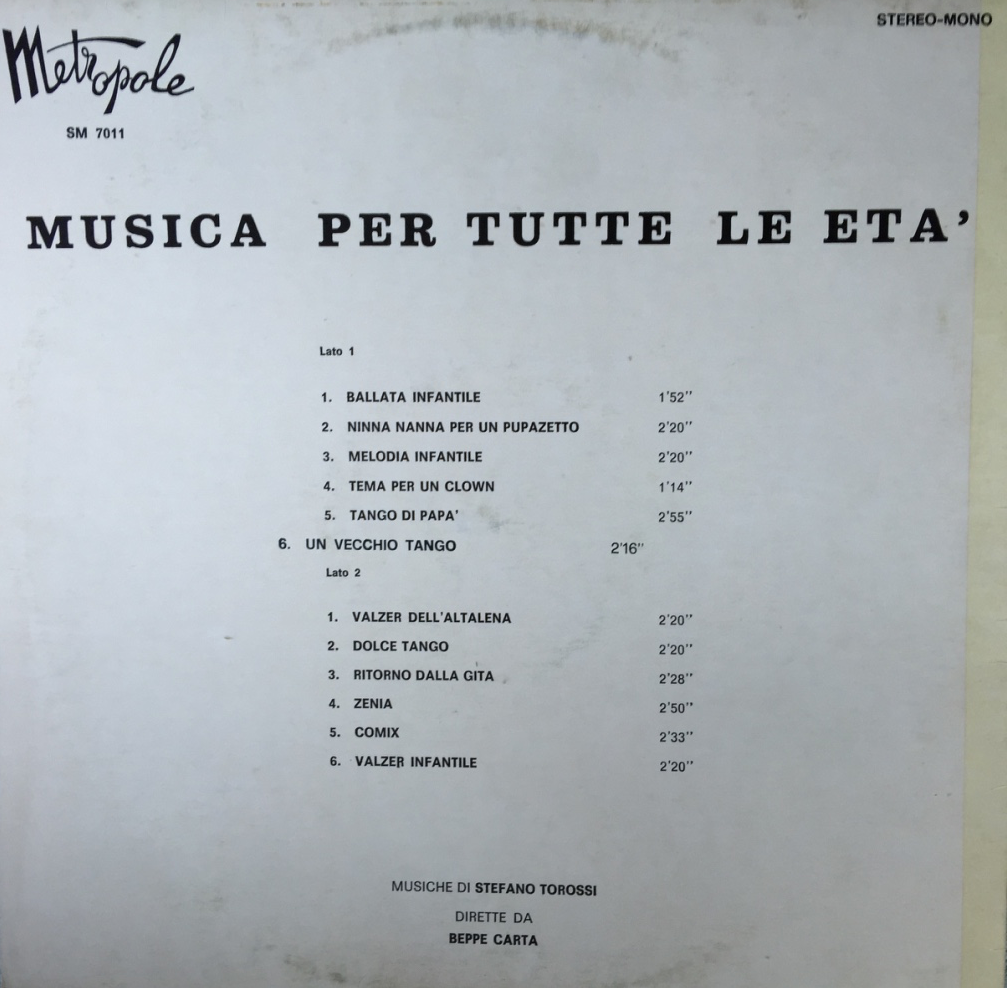 STEREO-MONO
Metropole
SM 7011
MUSICA PER TUTTE LE ETA'
Lato 1
1. BALLATA INFANTILE 1'52''
2. NINNA NANNA PER UN PUPAZETTO 2'20''
3. MELODIA INFANTILE 2'20''
4. TEMA PER UN CLOWN 1'14''
5. TANGO DI PAPA' 2'55''
6. UN VECCHIO TANGO 2'16''
Lato 2
1. VALZER DELL'ALTALENA 2'20''
2. DOLCE TANGO 2'20''
3. RITORNO DALLA GITA 2'28''
4. ZENIA 2'50''
5. COMIX 2'33''
6. VALZER INFANTILE 2'20''
MUSICHE DI STEFANO TOROSSI
DIRETTE DA
BEPPE CARTA